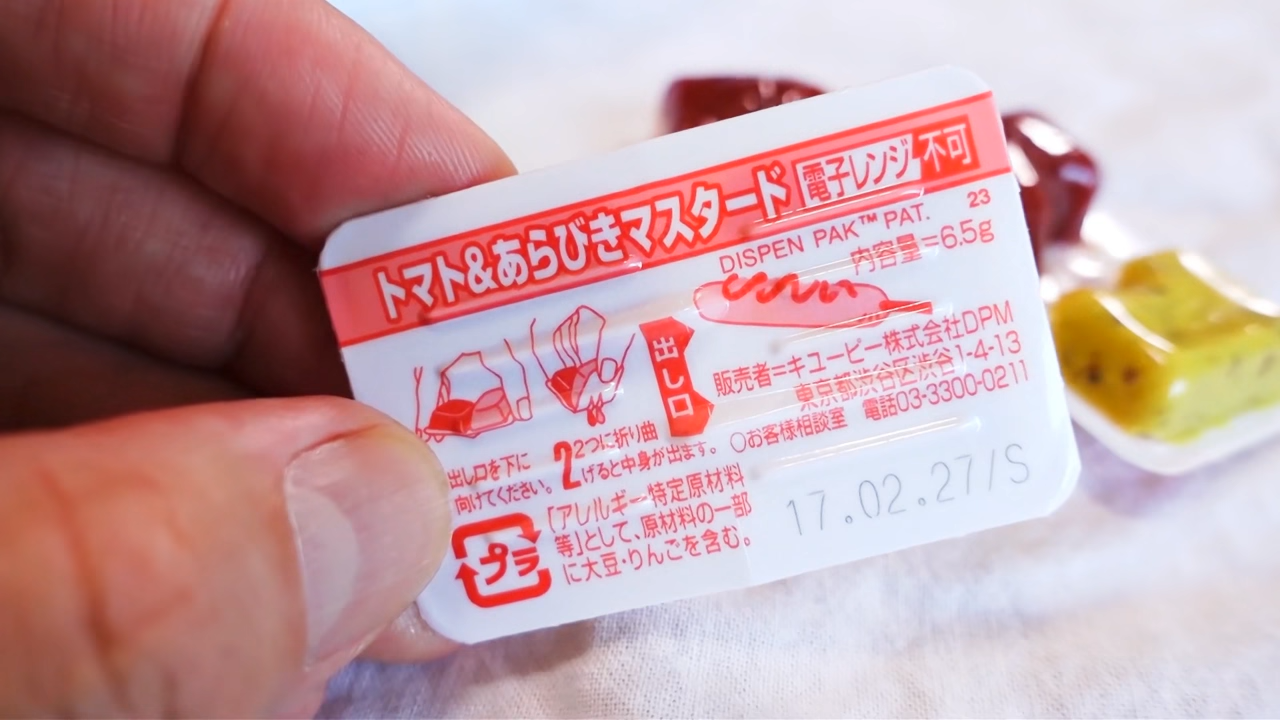 トマト&あらびきマスタード 電子レンジ不可
DISPEN PAK™ PAT. 23
内容量=6.5g
出し口
販売者=キユーピー株式会社DPM
東京都渋谷区渋谷1-4-13
○お客様相談室 電話03-3300-0211
出し口を下に
向けてください。
2 2つに折り曲
げると中身が出ます。
プラ
「アレルギー特定原材料
等」として、原材料の一部
に大豆・りんごを含む。
17.02.27/S